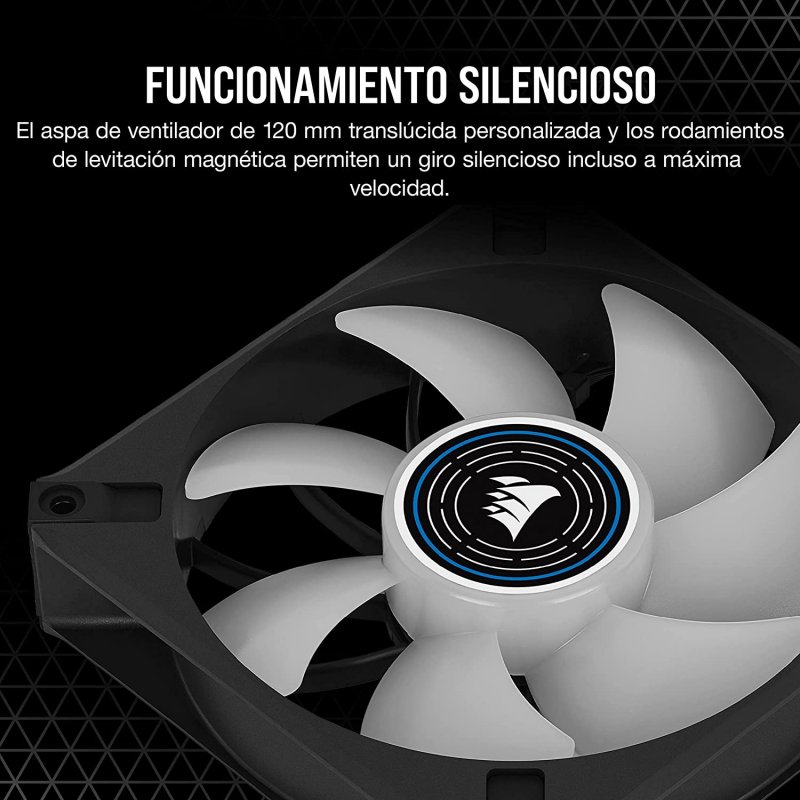 FUNCIONAMIENTO SILENCIOSO
El aspa de ventilador de 120 mm translúcida personalizada y los rodamientos
de levitación magnética permiten un giro silencioso incluso a máxima
velocidad.